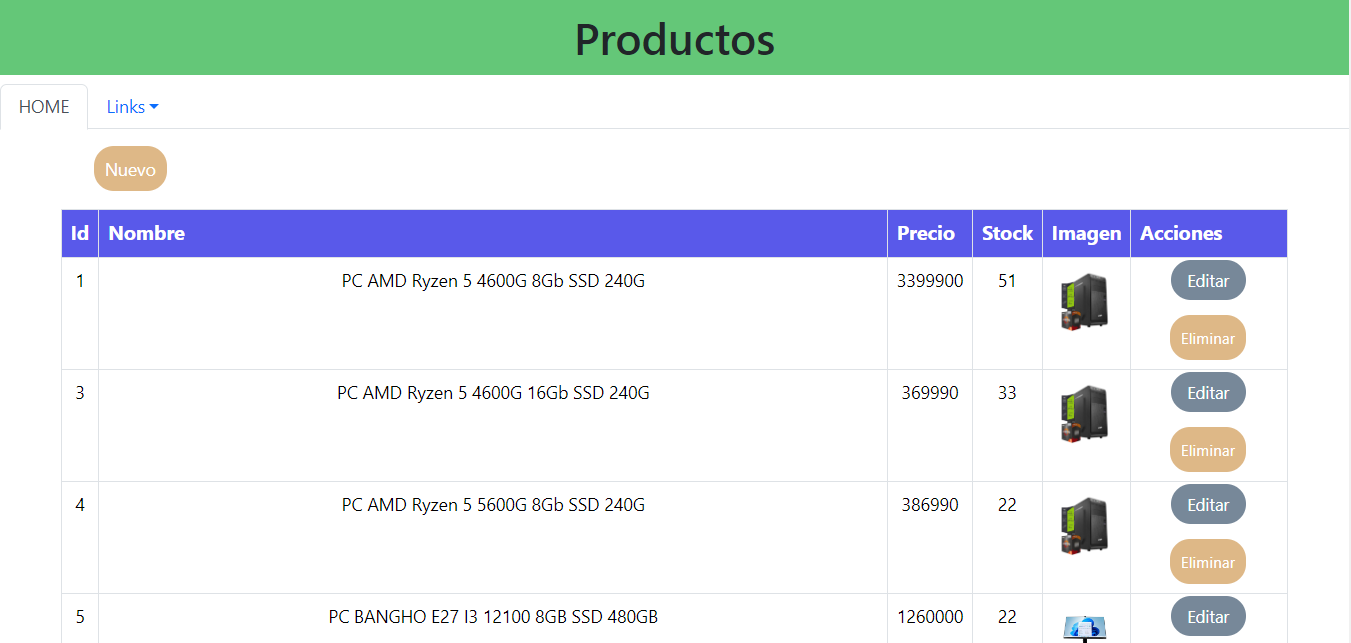 Productos
HOME Links
Nuevo
Id Nombre Precio Stock Imagen Acciones
1 PC AMD Ryzen 5 4600G 8Gb SSD 240G 3399900 51 Editar
Eliminar
3 PC AMD Ryzen 5 4600G 16Gb SSD 240G 369990 33 Editar
Eliminar
4 PC AMD Ryzen 5 5600G 8Gb SSD 240G 386990 22 Editar
Eliminar
5 PC BANGHO E27 I3 12100 8GB SSD 480GB 1260000 22 Editar